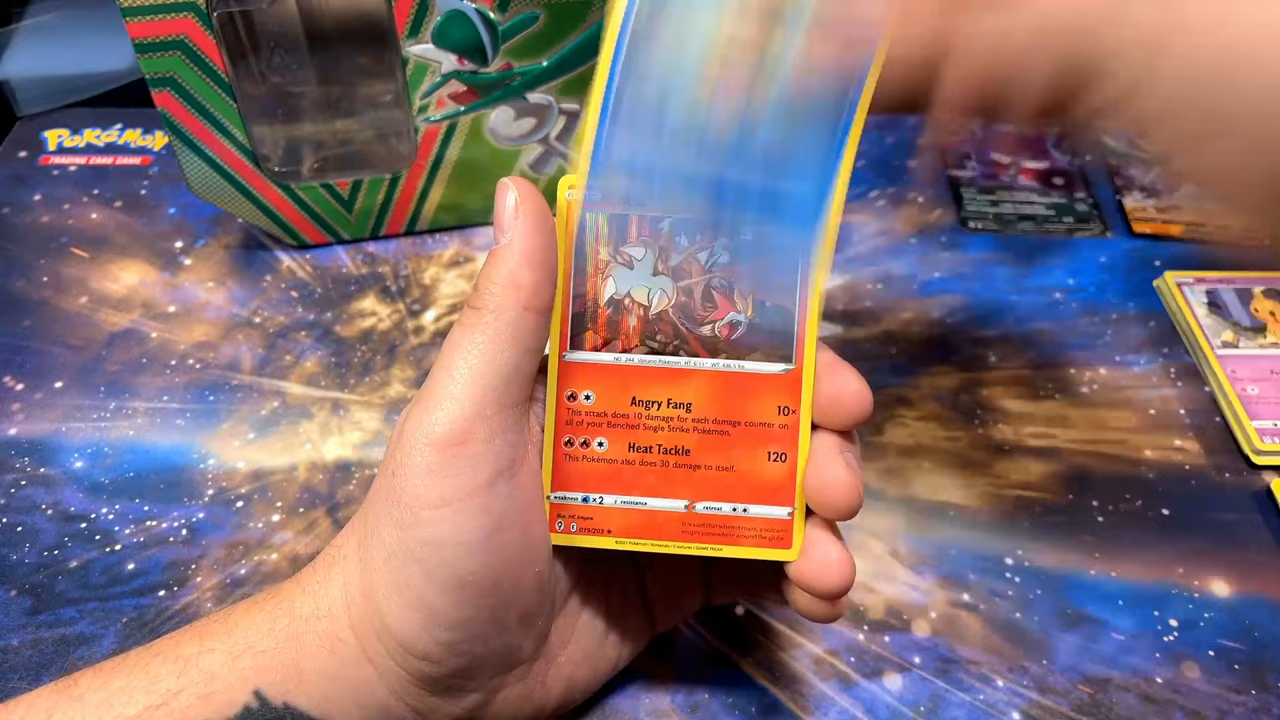 POKÉMON
TRADING CARD GAME
NO. 244 Volcano Pokémon HT: 6'11" WT: 436.5 lbs
Angry Fang 10×
This attack does 10 damage for each damage counter on
all of your Benched Single Strike Pokémon.
Heat Tackle 120
This Pokémon also does 30 damage to itself.
weakness ×2 resistance retreat
It is said that when it roars, a volcano
erupts somewhere around the globe.
E 019/203 ★
©2021 Pokémon / Nintendo / Creatures / GAME FREAK